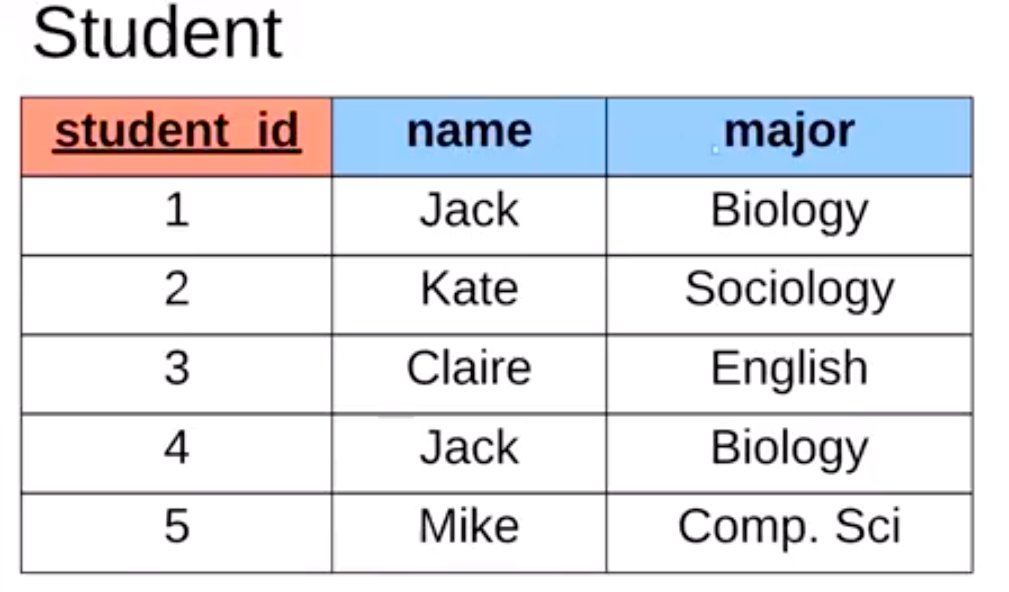 Student
student_id name major
1 Jack Biology
2 Kate Sociology
3 Claire English
4 Jack Biology
5 Mike Comp. Sci